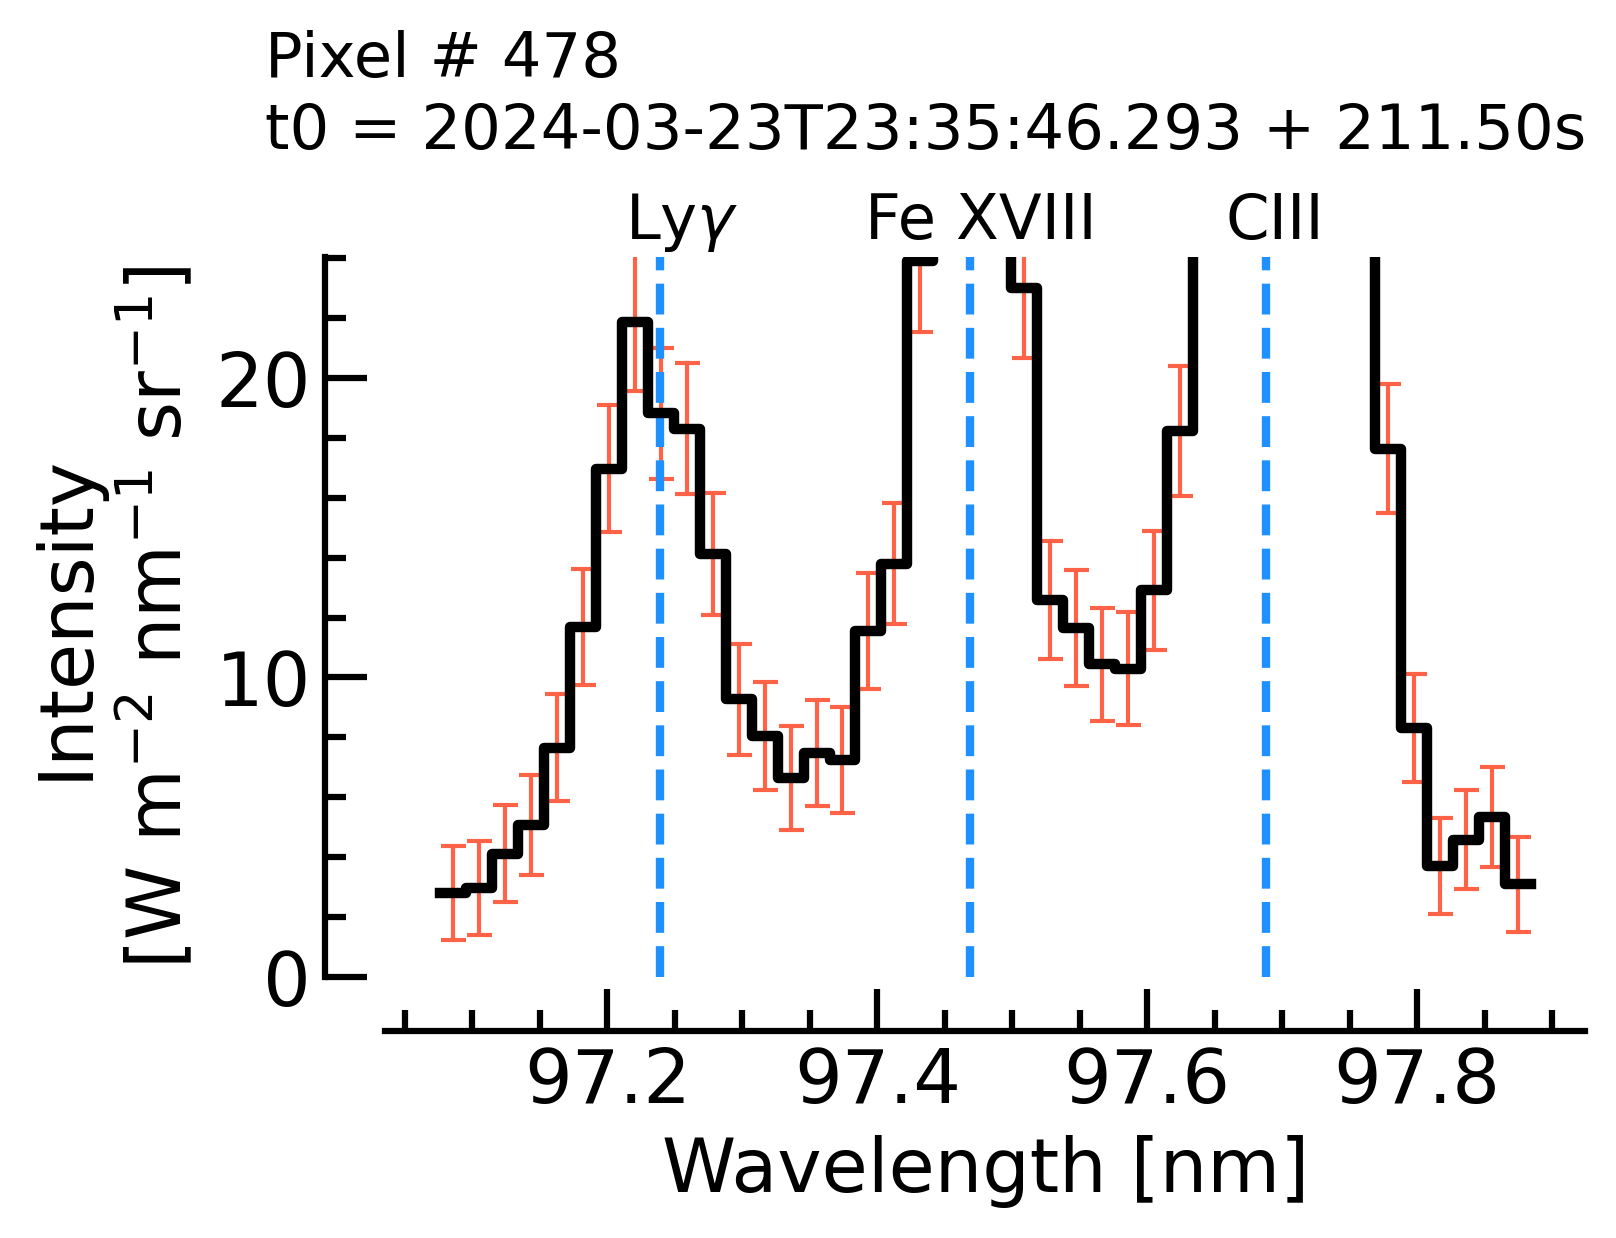 Pixel # 478
t0 = 2024-03-23T23:35:46.293 + 211.50s
Lyγ Fe XVIII CIII
Intensity
[W m⁻² nm⁻¹ sr⁻¹]
20
10
0
97.2 97.4 97.6 97.8
Wavelength [nm]